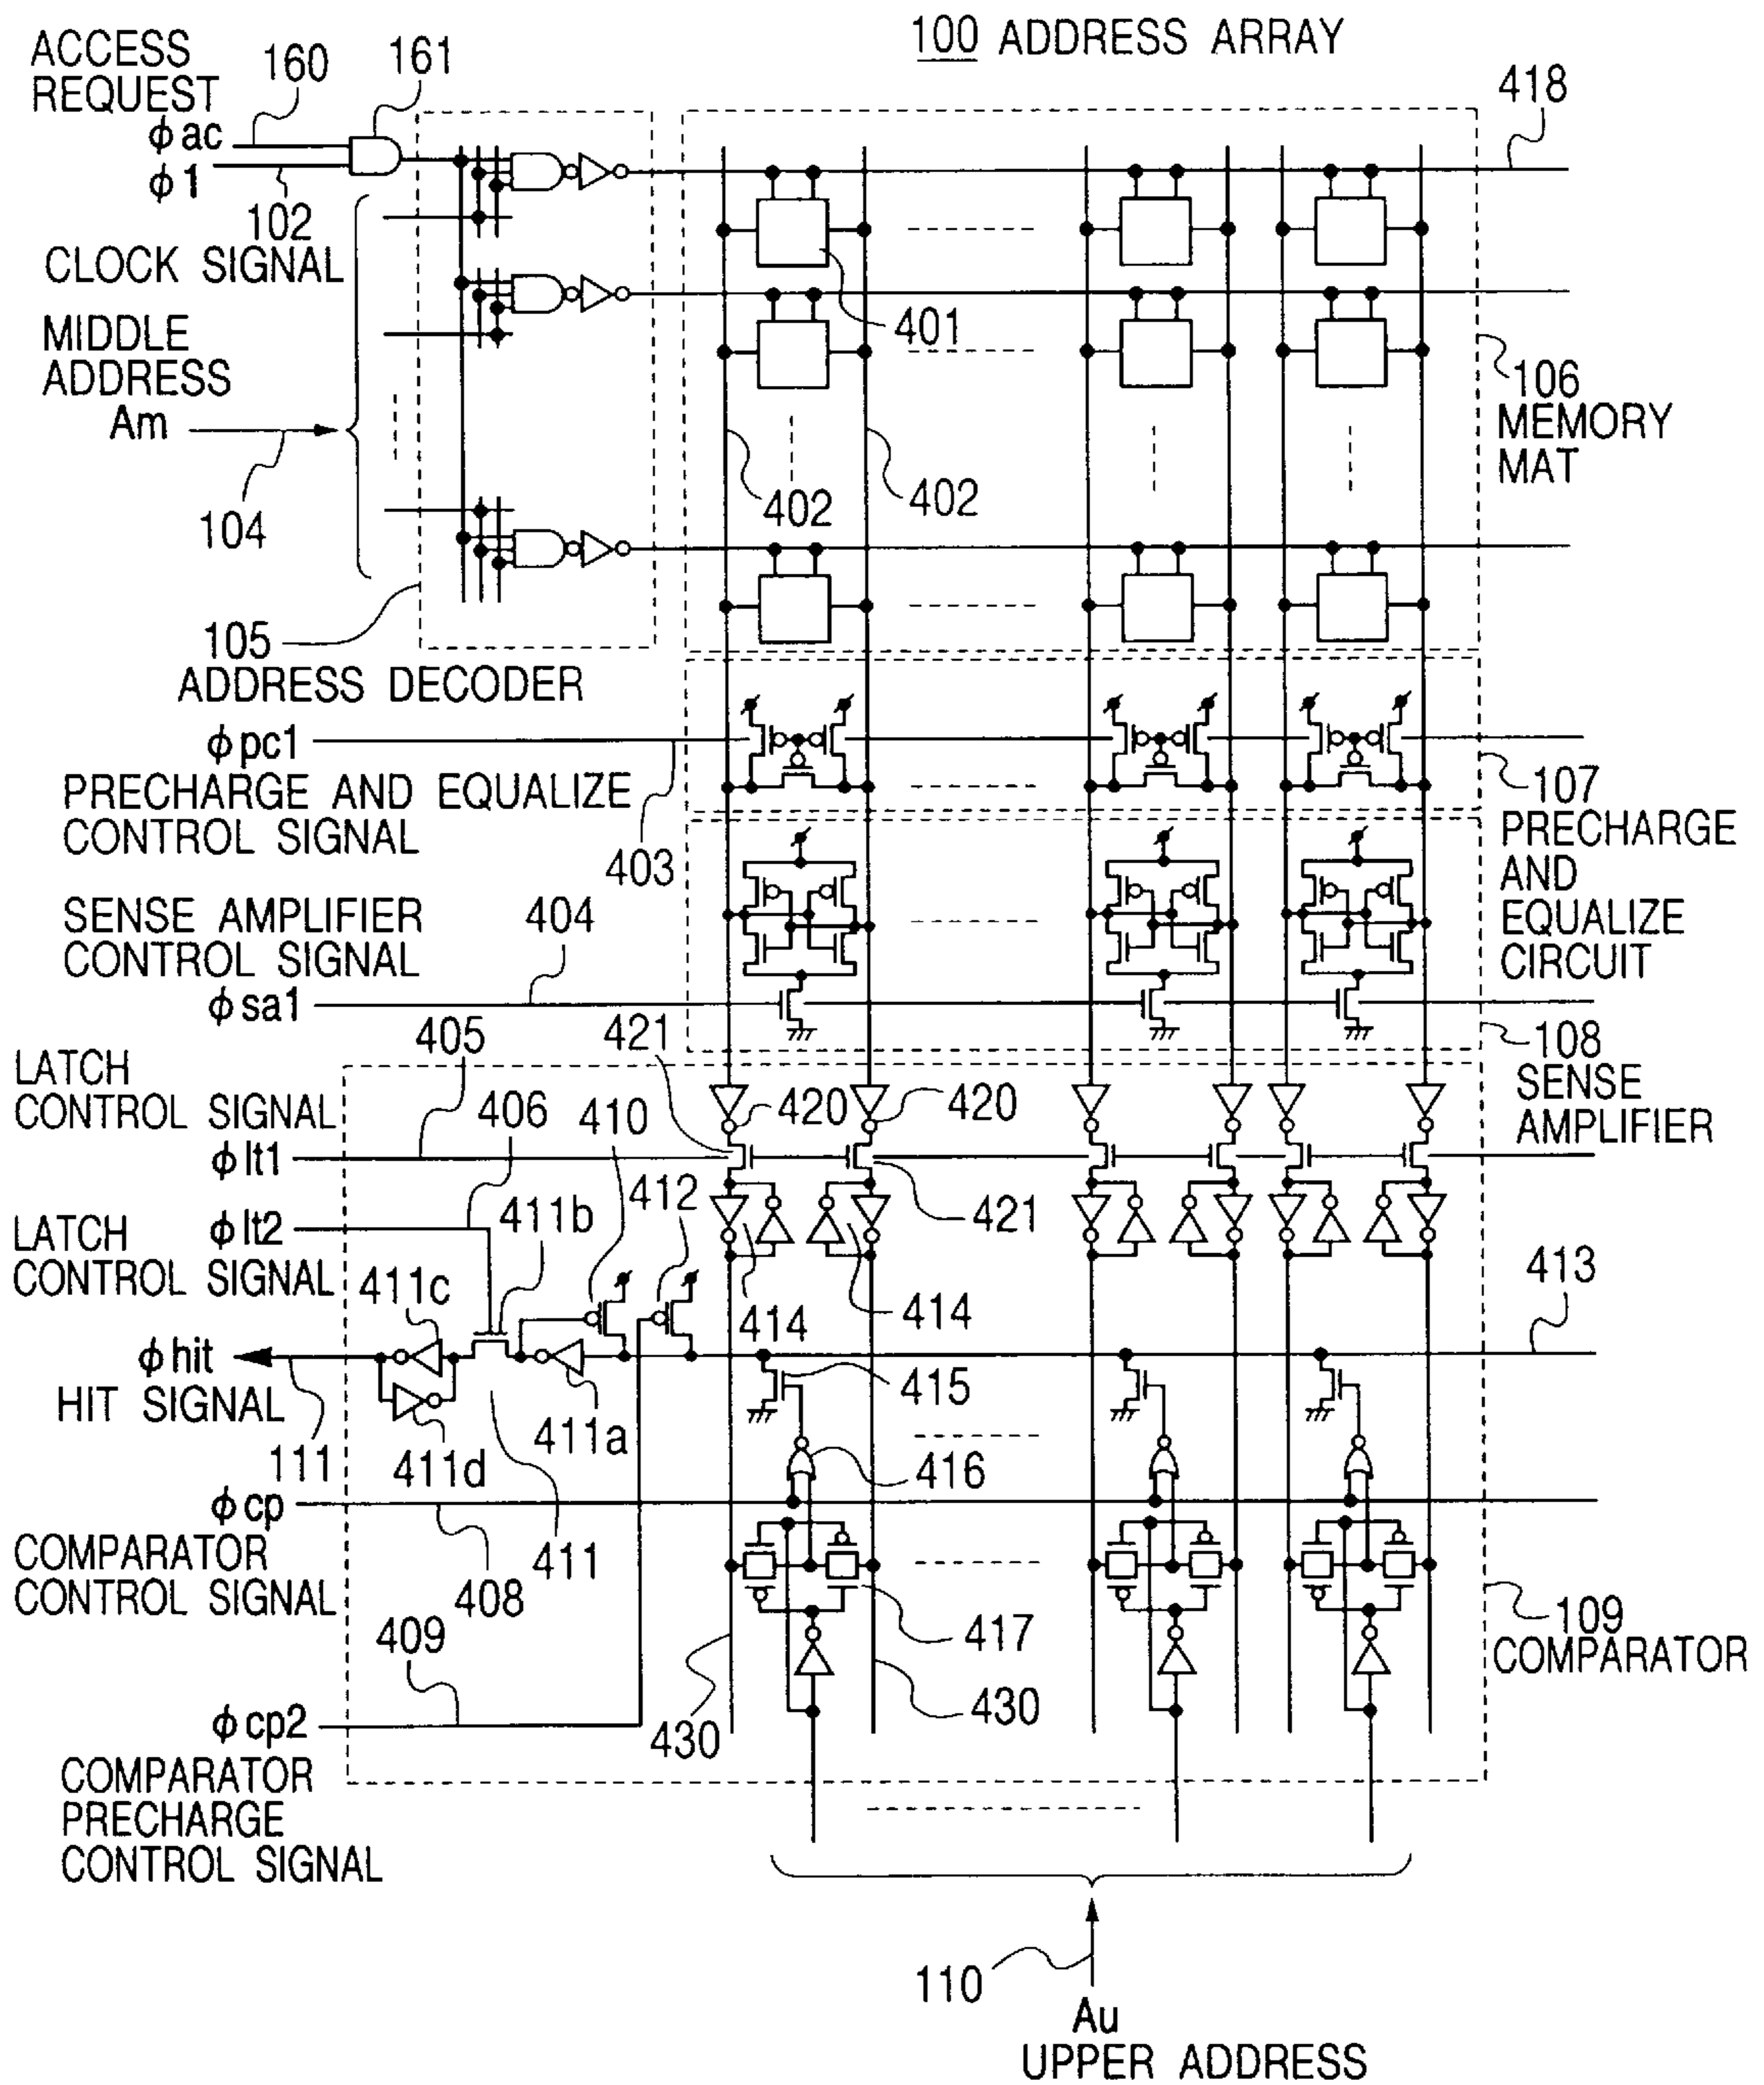 100 ADDRESS ARRAY
ACCESS
REQUEST
160
161
418
ϕac
ϕ1
102
CLOCK SIGNAL
401
MIDDLE
ADDRESS
Am
104
402
402
106
MEMORY
MAT
105
ADDRESS DECODER
ϕpc1
PRECHARGE AND EQUALIZE
CONTROL SIGNAL
403
107
PRECHARGE
AND
EQUALIZE
CIRCUIT
SENSE AMPLIFIER
CONTROL SIGNAL
404
ϕsa1
108
SENSE
AMPLIFIER
LATCH
CONTROL SIGNAL
405
421
406
410
420
420
ϕlt1
412
421
LATCH
CONTROL SIGNAL
ϕlt2
411b
411c
414
414
413
ϕhit
HIT SIGNAL
415
111
411d
411a
416
ϕcp
COMPARATOR
CONTROL SIGNAL
408
411
409
417
109
COMPARATOR
ϕcp2
430
430
COMPARATOR
PRECHARGE
CONTROL SIGNAL
110
Au
UPPER ADDRESS